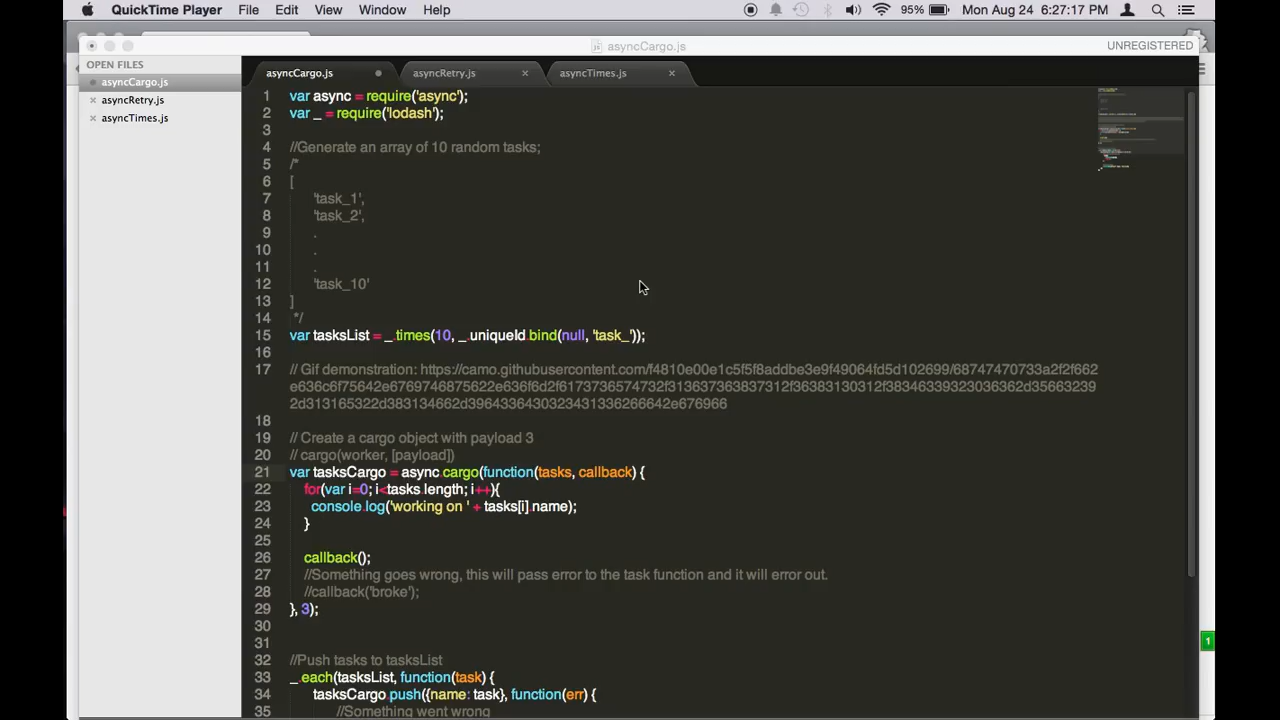 QuickTime Player File Edit View Window Help 95% Mon Aug 24 6:27:17 PM
asyncCargo.js UNREGISTERED
OPEN FILES
asyncCargo.js
asyncRetry.js
asyncTimes.js
asyncCargo.js asyncRetry.js asyncTimes.js
1 var async = require('async');
2 var _ = require('lodash');
3
4 //Generate an array of 10 random tasks;
5 /*
6 [
7 'task_1',
8 'task_2',
9 .
10 .
11 .
12 'task_10'
13 ]
14 */
15 var tasksList = _.times(10, _.uniqueId.bind(null, 'task_'));
16
17 // Gif demonstration: https://camo.githubusercontent.com/f4810e00e1c5f5f8addbe3e9f49064fd5d102699/68747470733a2f2f662
e636c6f75642e6769746875622e636f6d2f6173736574732f313637363837312f36383130312f383463393230363662d35663239
2d313165322d383134662d3964336430323431336266642e676966
18
19 // Create a cargo object with payload 3
20 // cargo(worker, [payload])
21 var tasksCargo = async.cargo(function(tasks, callback) {
22 for(var i=0; i<tasks.length; i++){
23 console.log('working on ' + tasks[i].name);
24 }
25
26 callback();
27 //Something goes wrong, this will pass error to the task function and it will error out.
28 //callback('broke');
29 }, 3);
30
31
32 //Push tasks to tasksList
33 _.each(tasksList, function(task) {
34 tasksCargo.push({name: task}, function(err) {
35 //Something went wrong
1